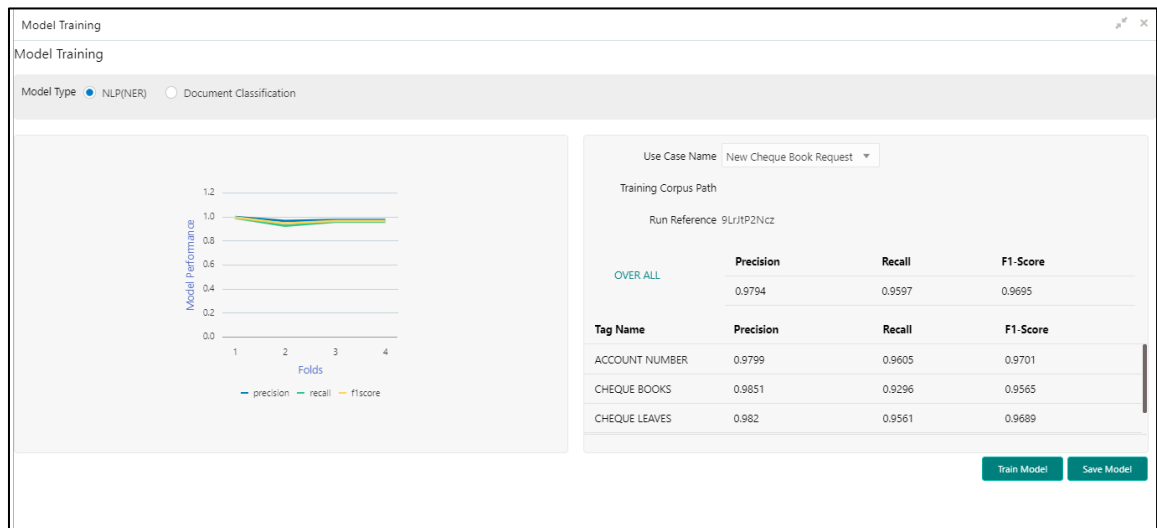 Model Training
Model Training
Model Type NLP(NER) Document Classification
1.2
1.0
0.8
0.6
0.4
0.2
0.0
Model Performance
1 2 3 4
Folds
precision recall f1score
Use Case Name New Cheque Book Request
Training Corpus Path
Run Reference 9LrJtP2Ncz
Precision Recall F1-Score
OVER ALL
0.9794 0.9597 0.9695
Tag Name Precision Recall F1-Score
ACCOUNT NUMBER 0.9799 0.9605 0.9701
CHEQUE BOOKS 0.9851 0.9296 0.9565
CHEQUE LEAVES 0.982 0.9561 0.9689
Train Model Save Model